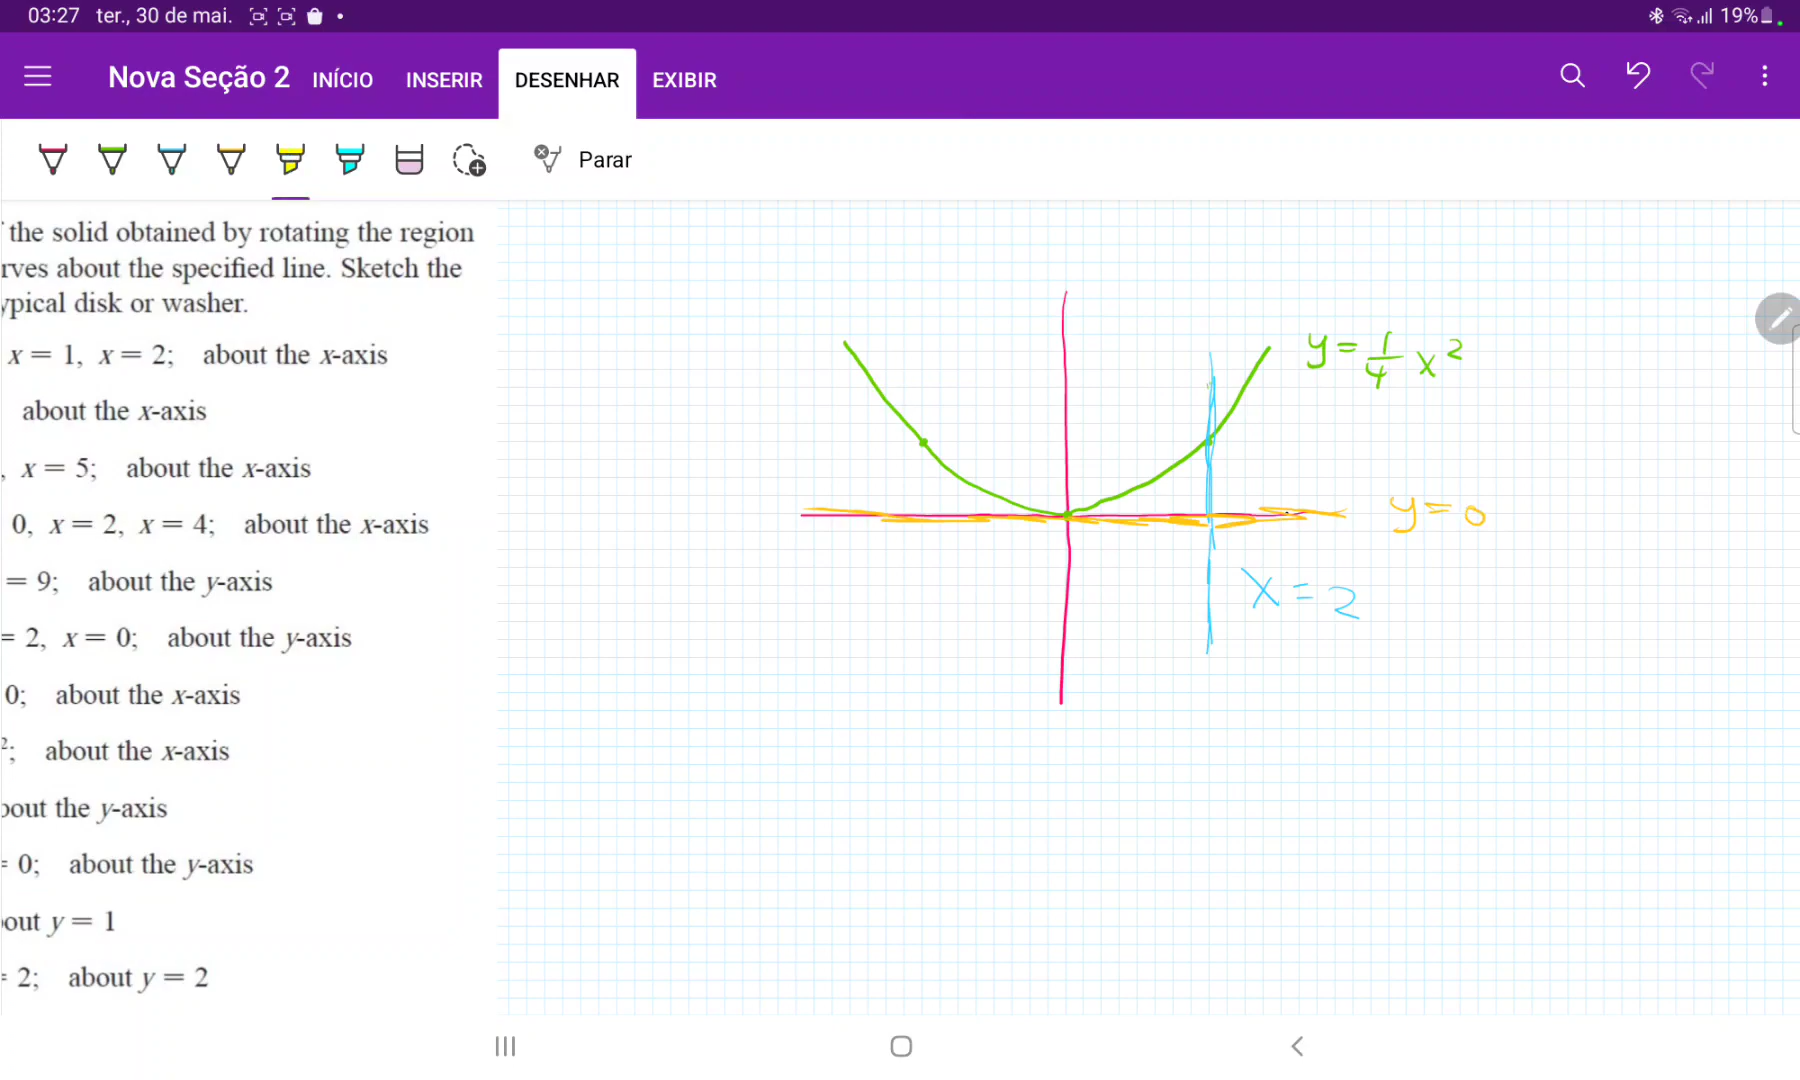 03:27 ter., 30 de mai.
19%
Nova Seção 2 INÍCIO INSERIR DESENHAR EXIBIR
Parar
the solid obtained by rotating the region
rves about the specified line. Sketch the
ypical disk or washer.
x = 1, x = 2; about the x-axis
about the x-axis
, x = 5; about the x-axis
0, x = 2, x = 4; about the x-axis
= 9; about the y-axis
= 2, x = 0; about the y-axis
0; about the x-axis
2; about the x-axis
bout the y-axis
= 0; about the y-axis
out y = 1
= 2; about y = 2
y = 1/4 x²
y = 0
x = 2